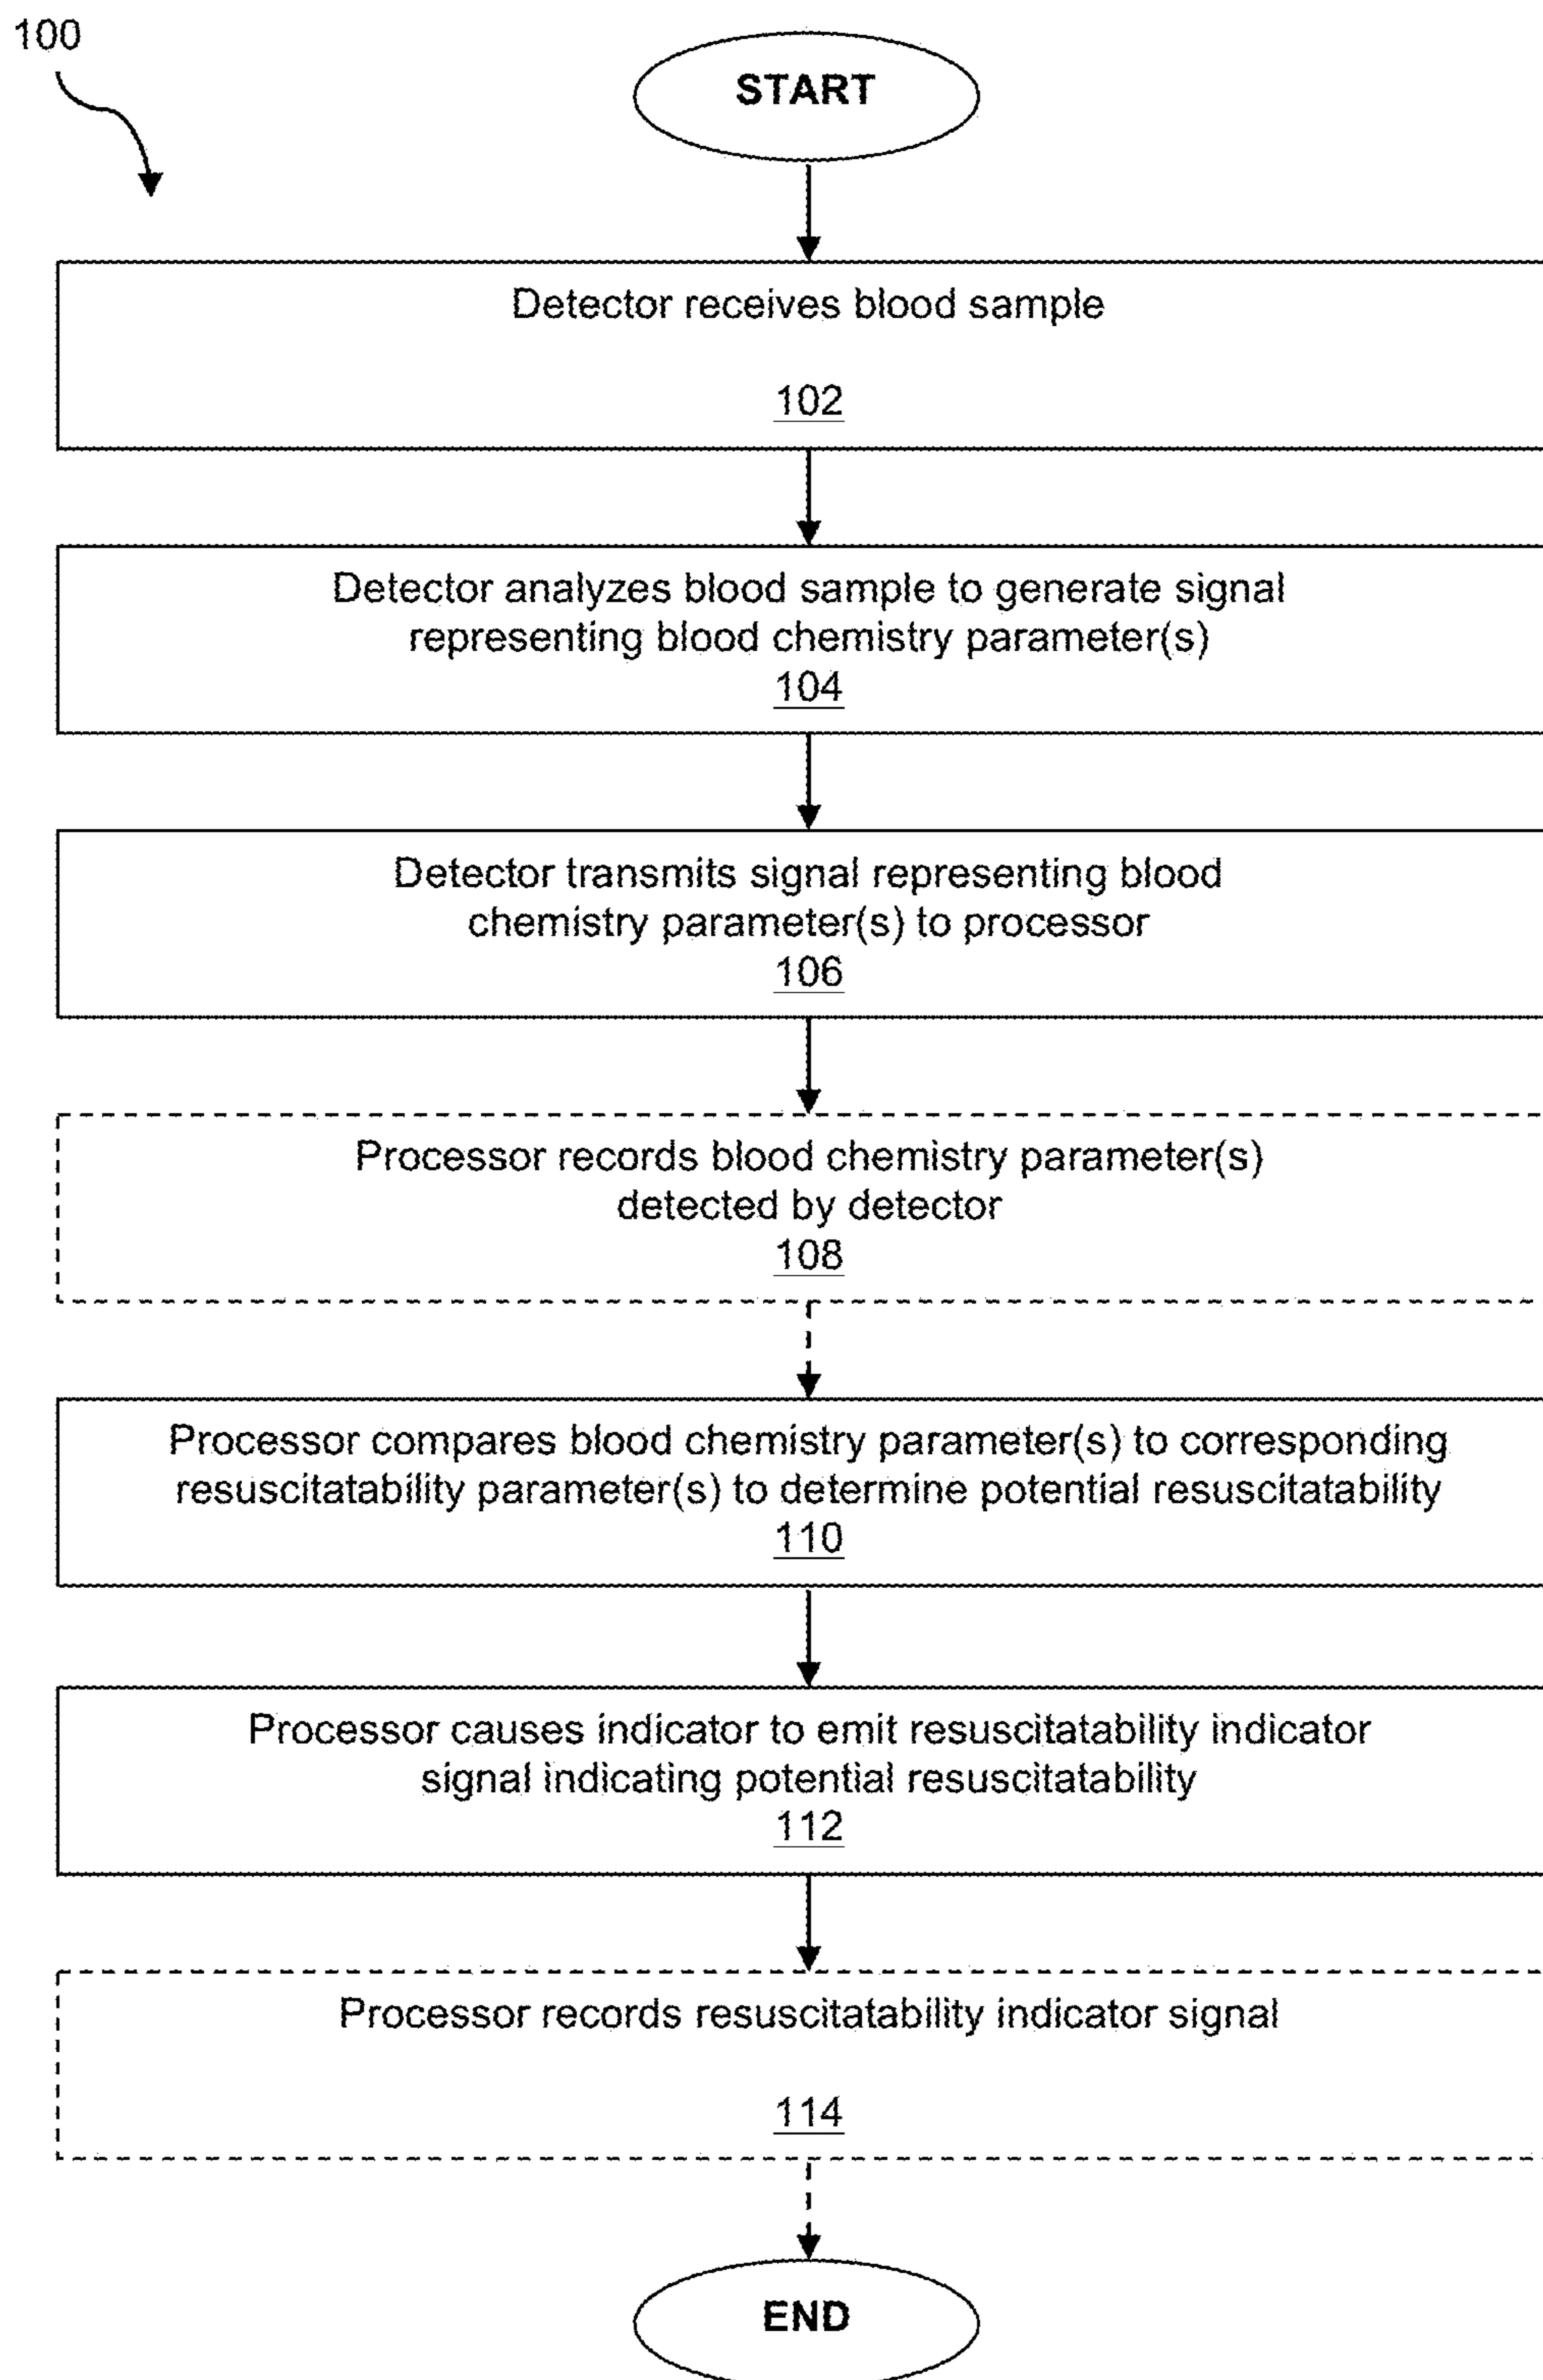 100
START
Detector receives blood sample
102
Detector analyzes blood sample to generate signal
representing blood chemistry parameter(s)
104
Detector transmits signal representing blood
chemistry parameter(s) to processor
106
Processor records blood chemistry parameter(s)
detected by detector
108
Processor compares blood chemistry parameter(s) to corresponding
resuscitatability parameter(s) to determine potential resuscitatability
110
Processor causes indicator to emit resuscitatability indicator
signal indicating potential resuscitatability
112
Processor records resuscitatability indicator signal
114
END